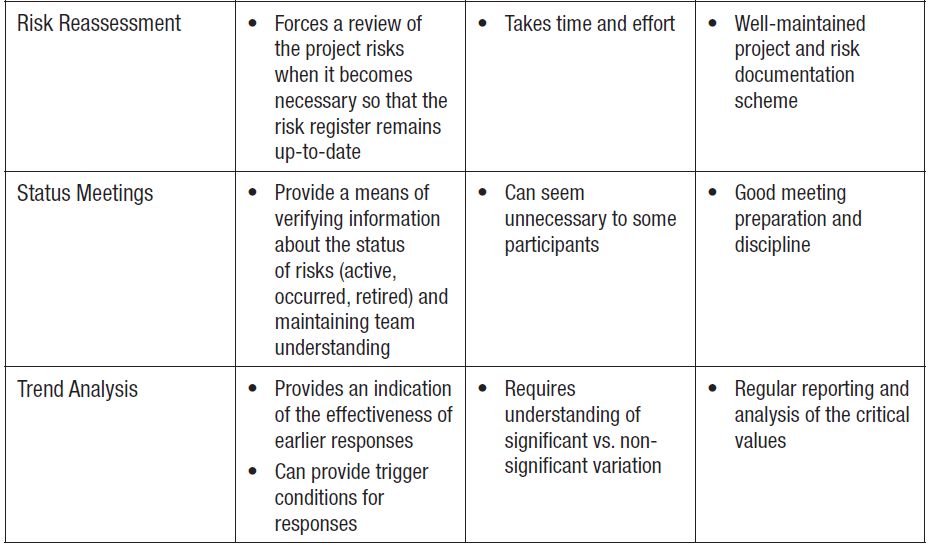 Risk Reassessment
• Forces a review of
the project risks
when it becomes
necessary so that the
risk register remains
up-to-date
• Takes time and effort
• Well-maintained
project and risk
documentation
scheme
Status Meetings
• Provide a means of
verifying information
about the status
of risks (active,
occurred, retired) and
maintaining team
understanding
• Can seem
unnecessary to some
participants
• Good meeting
preparation and
discipline
Trend Analysis
• Provides an indication
of the effectiveness of
earlier responses
• Can provide trigger
conditions for
responses
• Requires
understanding of
significant vs. non-
significant variation
• Regular reporting and
analysis of the critical
values